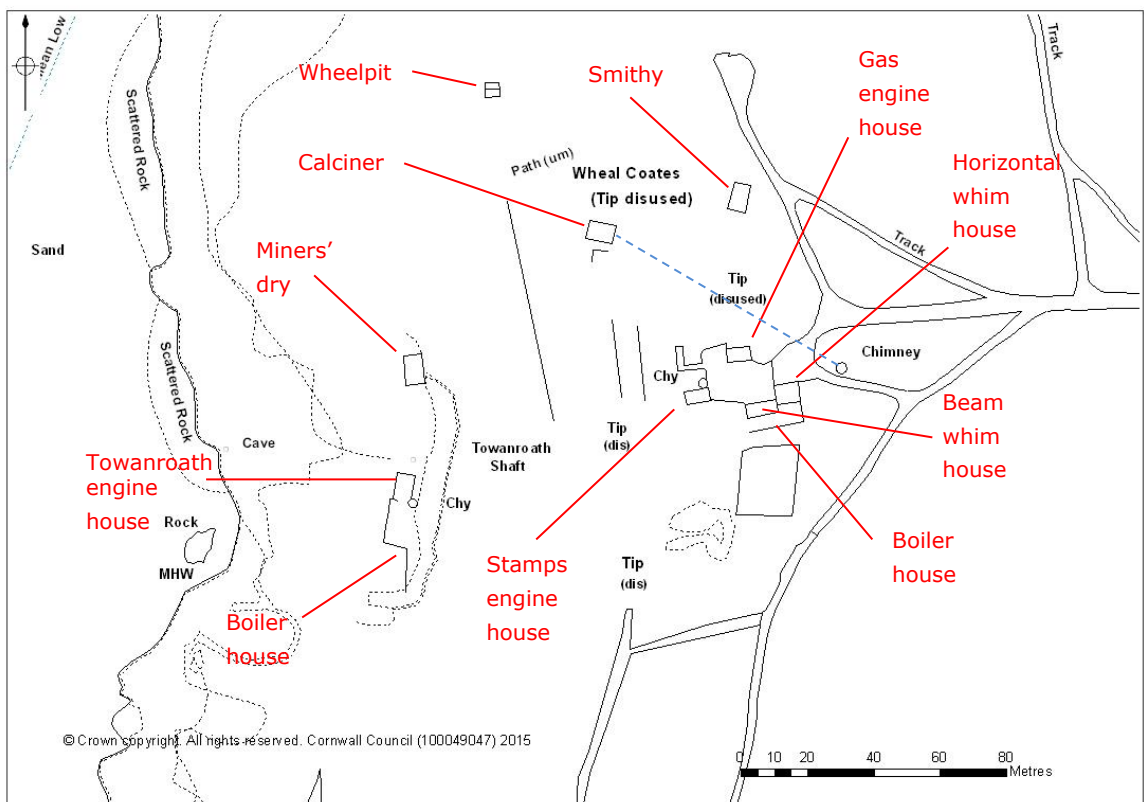 ean Low
Scattered Rock
Sand
Scattered Rock
Wheelpit
Calciner
Path (um)
Wheal Coates
(Tip disused)
Smithy
Gas
engine
house
Track
Horizontal
whim
house
Track
Miners'
dry
Tip
(disused)
Chimney
Chy
Cave
Towanroath
Shaft
Tip
(dis)
Beam
whim
house
Towanroath
engine
house
Chy
Rock
MHW
Stamps
engine
house
Tip
(dis)
Boiler
house
Boiler
house
© Crown copyright. All rights reserved. Cornwall Council (100049047) 2015
0 10 20 40 60 80
Metres